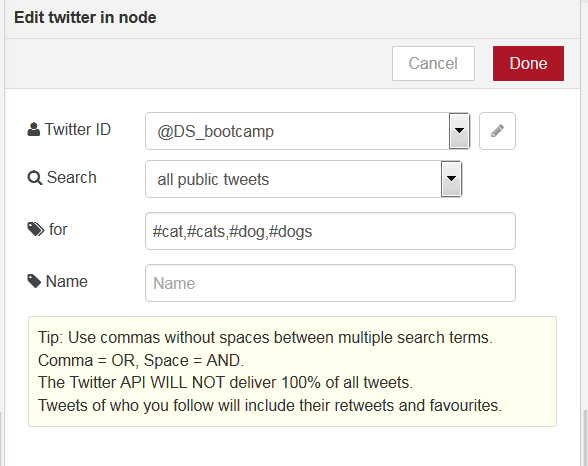 Edit twitter in node
Cancel
Done
Twitter ID
@DS_bootcamp
Search
all public tweets
for
#cat,#cats,#dog,#dogs
Name
Name
Tip: Use commas without spaces between multiple search terms.
Comma = OR, Space = AND.
The Twitter API WILL NOT deliver 100% of all tweets.
Tweets of who you follow will include their retweets and favourites.